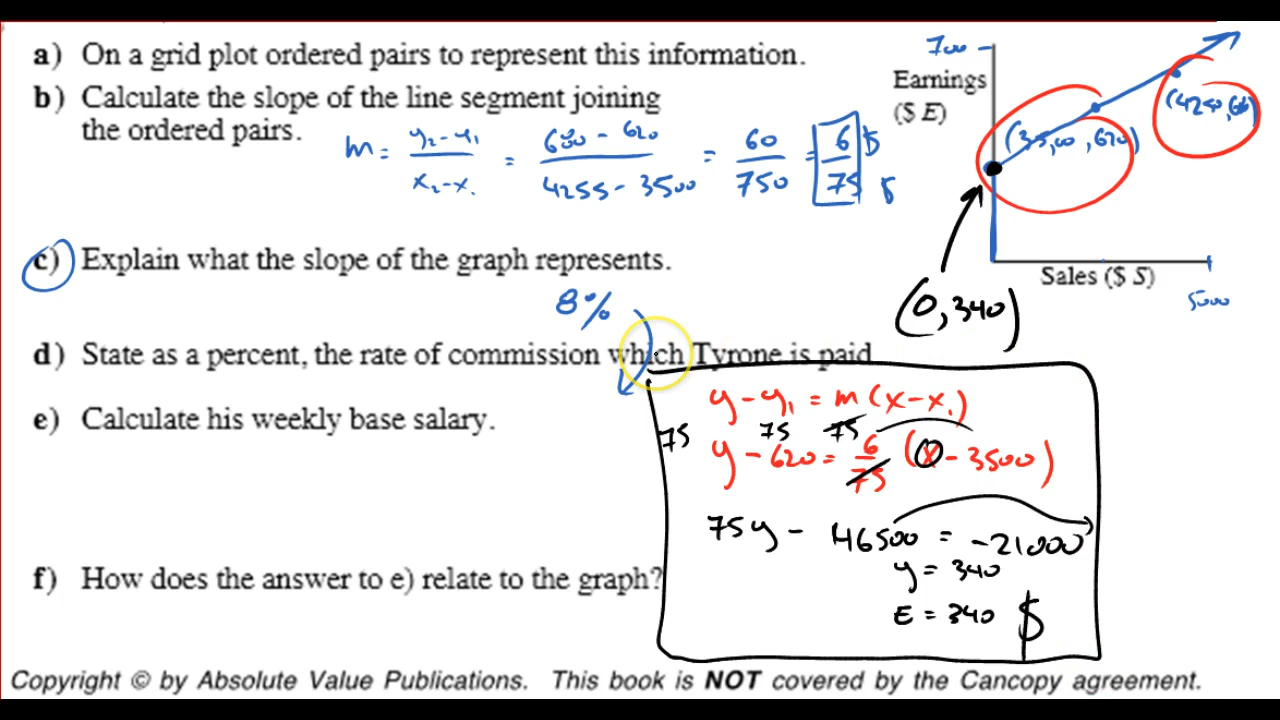 a) On a grid plot ordered pairs to represent this information.
b) Calculate the slope of the line segment joining
the ordered pairs.
m = y₂ - y₁ / x₂ - x₁ = 680 - 620 / 4255 - 3500 = 60 / 750 = 6 $ / 75 $
c) Explain what the slope of the graph represents.
8%
d) State as a percent, the rate of commission which Tyrone is paid
e) Calculate his weekly base salary.
f) How does the answer to e) relate to the graph?
700
Earnings
($ E)
(35,00, 620)
Sales ($ S)
5000
(0, 340)
y - y₁ = m (x - x₁)
75 75 75
y - 620 = 6/75 (0 - 3500)
75y - 46500 = -21000
y = 340
E = 340 $
Copyright © by Absolute Value Publications. This book is NOT covered by the Cancopy agreement.